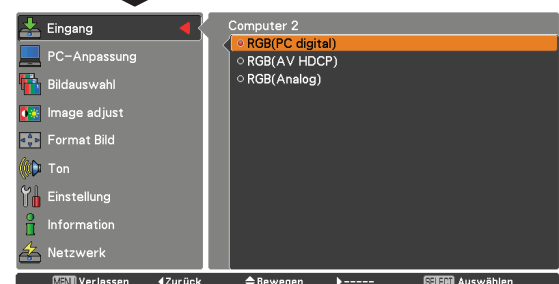 Eingang
PC-Anpassung
Bildauswahl
Image adjust
Format Bild
Ton
Einstellung
Information
Netzwerk
Computer 2
RGB(PC digital)
RGB(AV HDCP)
RGB(Analog)
MENU Verlassen ◀Zurück Bewegen ▶----- SELECT Auswählen